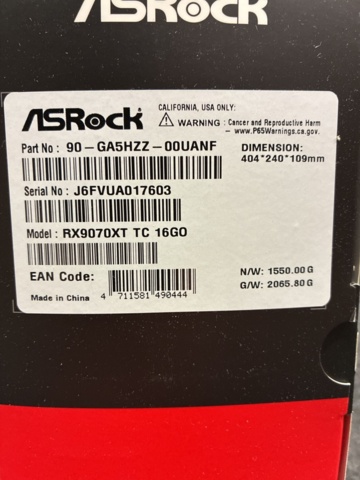 ASRock
ASRock
CALIFORNIA, USA ONLY:
WARNING : Cancer and Reproductive Harm
- www.P65Warnings.ca.gov.
Part No : 90-GA5HZZ-00UANF
DIMENSION:
404*240*109mm
Serial No : J6FVUA017603
Model : RX9070XT TC 16GO
EAN Code:
4 711581 490444
Made in China
N/W: 1550.00G
G/W: 2065.80G